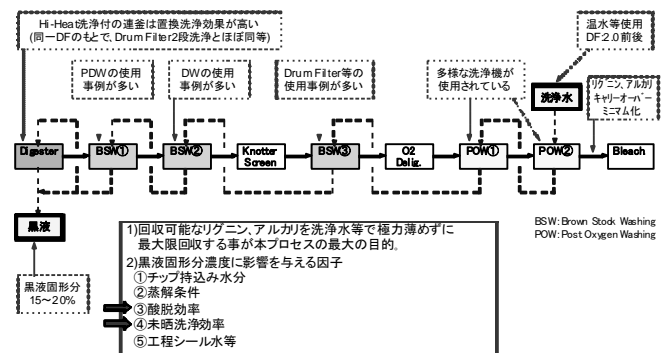 Hi-Heat洗浄付の連釜は置換洗浄効果が高い
(同一DFのもとで、Drum Filter2段洗浄とほぼ同等)
温水等使用
DF2.0前後
PDWの使用
事例が多い
DWの使用
事例が多い
Drum Filter等の
使用事例が多い
多様な洗浄機が
使用されている
洗浄水
リグニン、アルカリ
キャリーオーバー
ミニマム化
Digester
BSW①
BSW②
Knotter
Screen
BSW③
O2
Delig.
POW①
POW②
Bleach
黒液
BSW: Brown Stock Washing
POW: Post Oxygen Washing
黒液固形分
15～20%
1)回収可能なリグニン、アルカリを洗浄水等で極力薄めずに
最大限回収する事が本プロセスの最大の目的。
2)黒液固形分濃度に影響を与える因子
①チップ持込み水分
②蒸解条件
③酸脱効率
④未晒洗浄効率
⑤工程シール水等